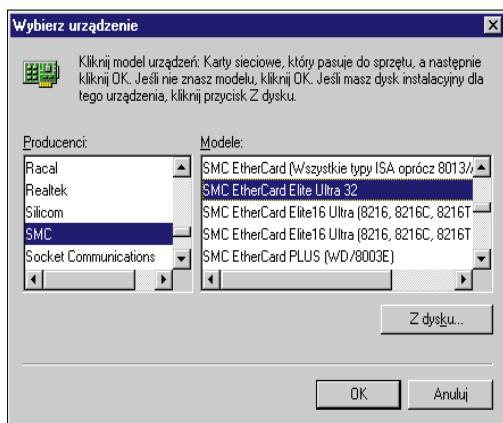 Wybierz urządzenie
Kliknij model urządzeń: Karty sieciowe, który pasuje do sprzętu, a następnie
kliknij OK. Jeśli nie znasz modelu, kliknij OK. Jeśli masz dysk instalacyjny dla
tego urządzenia, kliknij przycisk Z dysku.
Producenci:
Racal
Realtek
Silicom
SMC
Socket Communications
Modele:
SMC EtherCard (Wszystkie typy ISA oprócz 8013/
SMC EtherCard Elite Ultra 32
SMC EtherCard Elite16 Ultra (8216, 8216C, 8216T
SMC EtherCard Elite16 Ultra (8216, 8216C, 8216T
SMC EtherCard PLUS (WD/8003E)
Z dysku...
OK
Anuluj